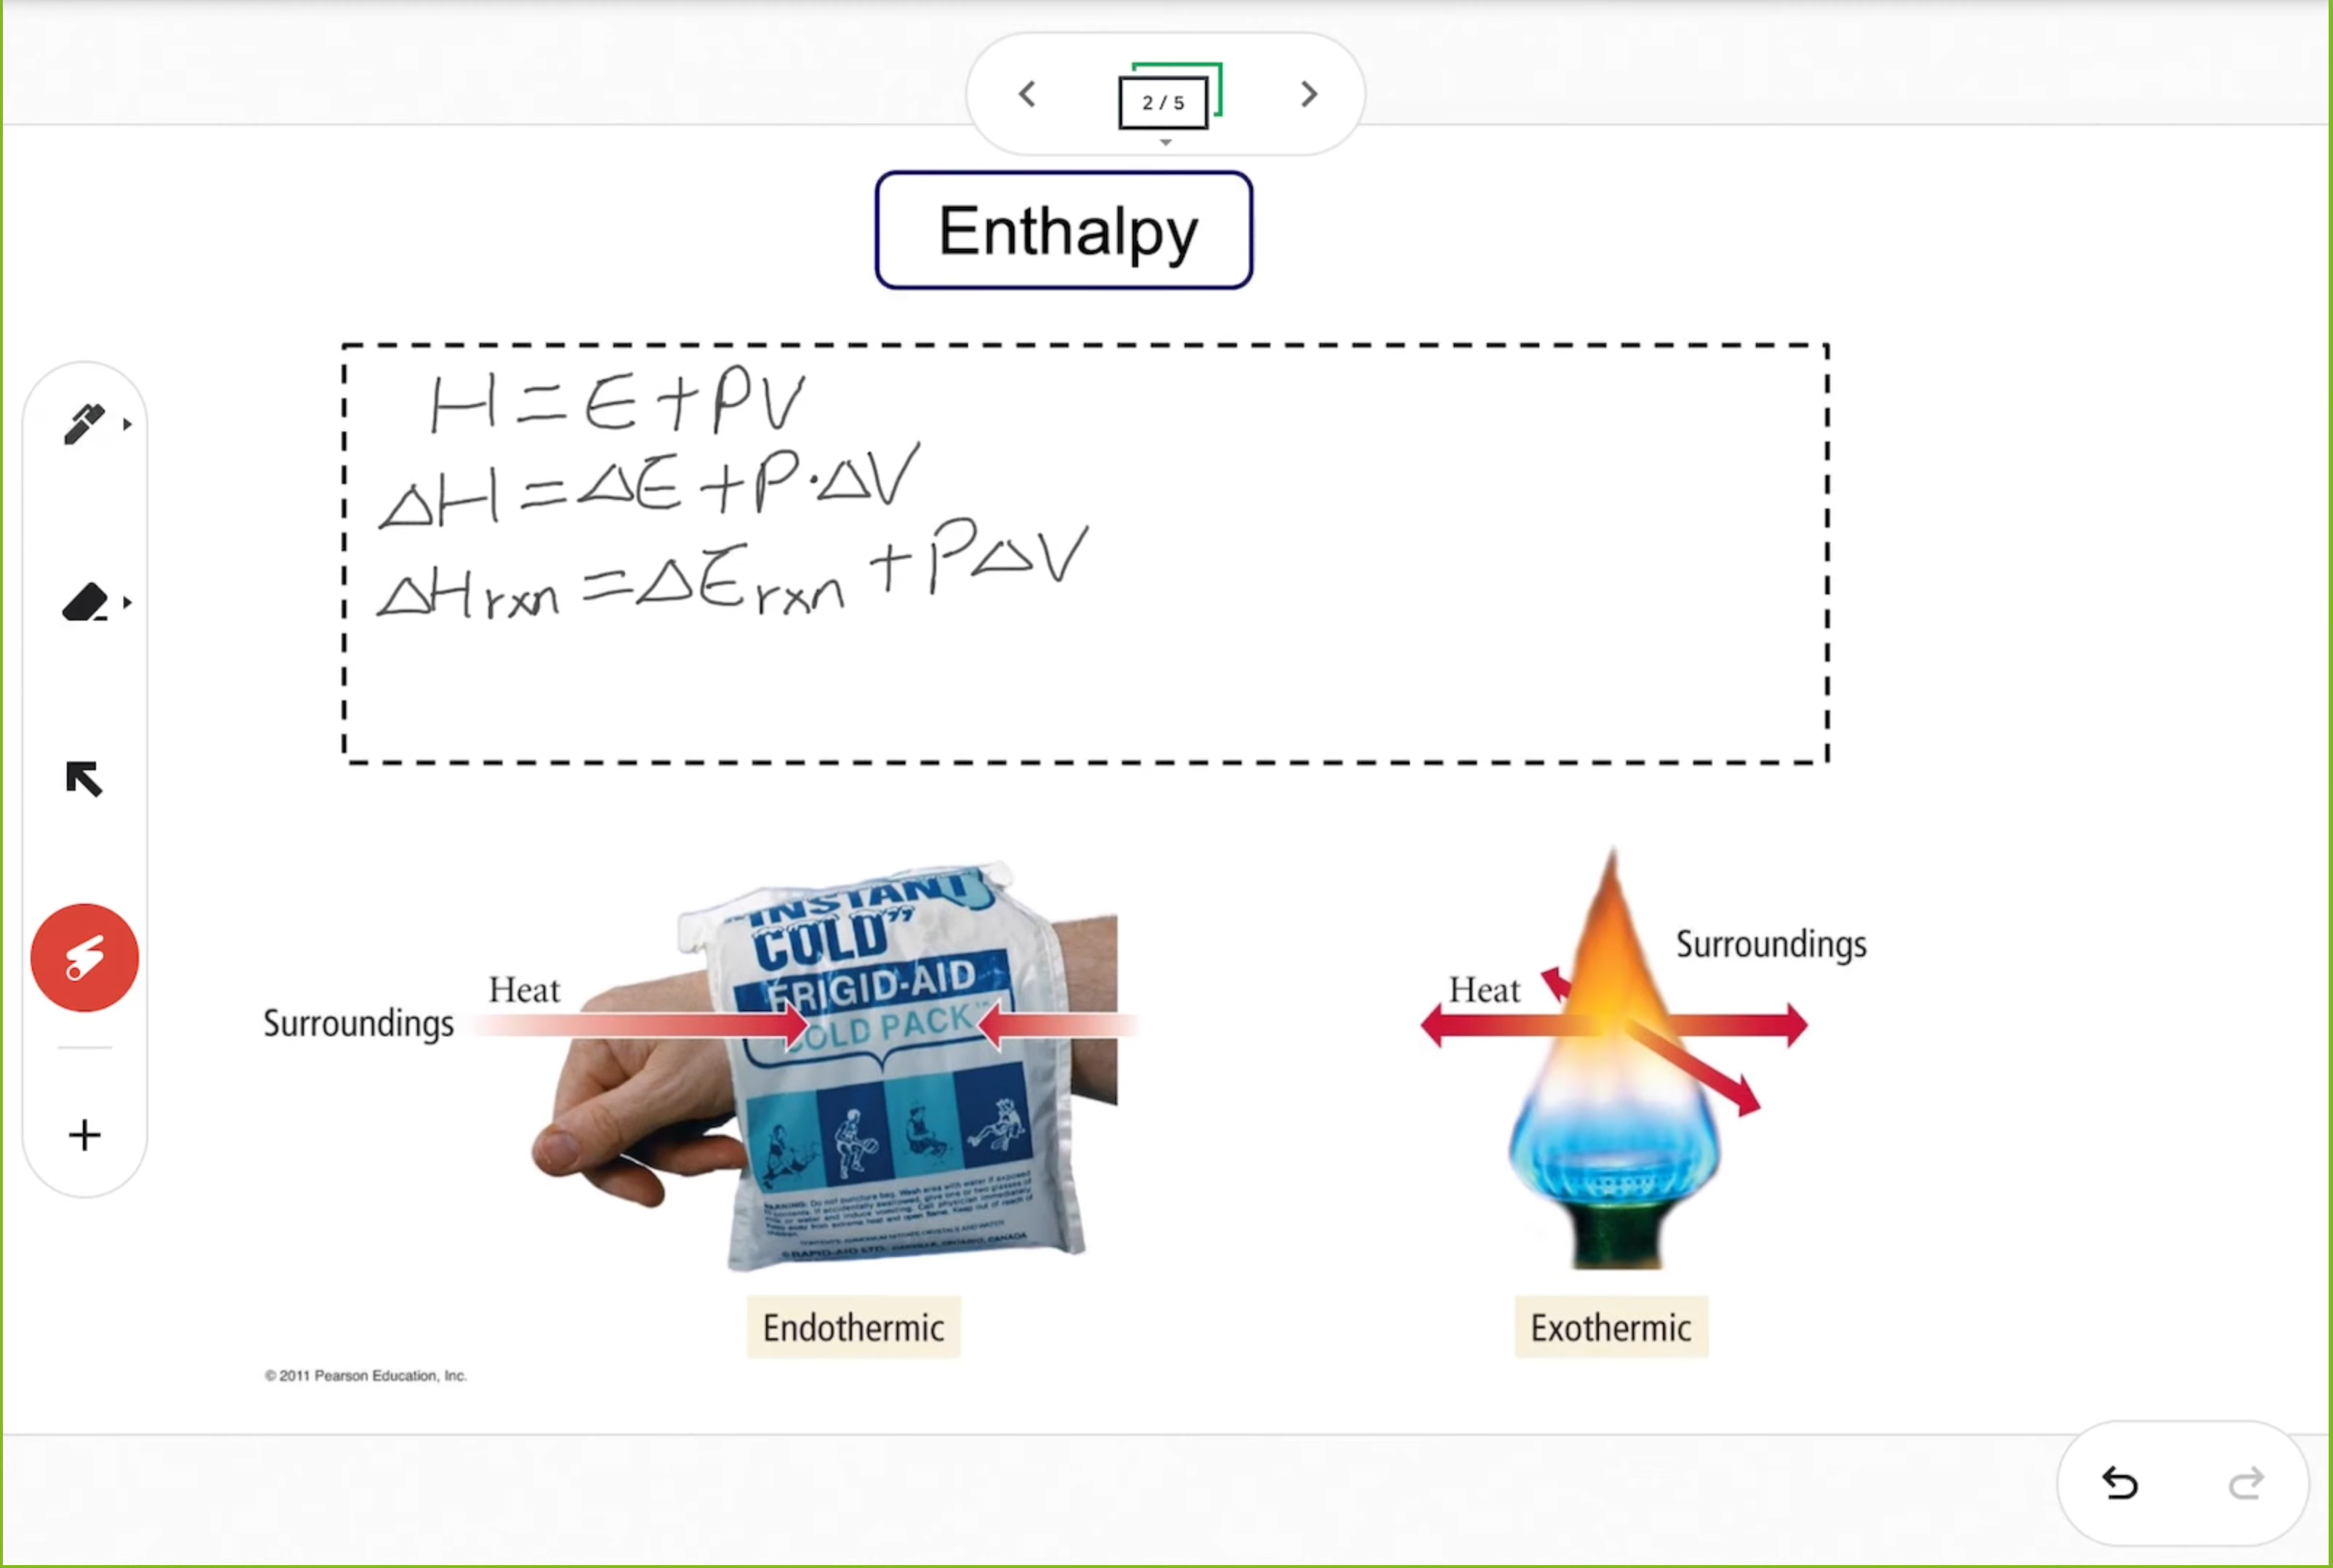 2 / 5
Enthalpy
H = E + PV
ΔH = ΔE + P·ΔV
ΔHrxn = ΔErxn + PΔV
"INSTANT
COLD"
FRIGID-AID
COLD PACK™
Surroundings
Heat
Heat
Surroundings
Endothermic
Exothermic
© 2011 Pearson Education, Inc.